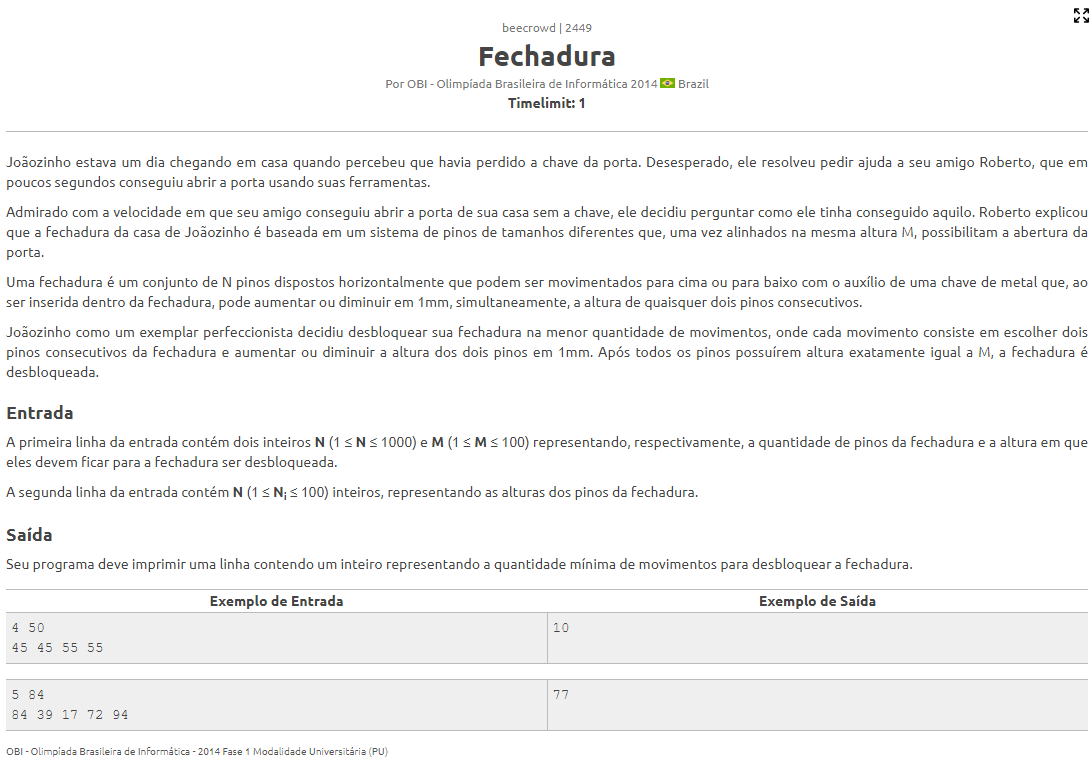 beecrowd | 2449
Fechadura
Por OBI - Olimpíada Brasileira de Informática 2014 Brazil
Timelimit: 1
Joãozinho estava um dia chegando em casa quando percebeu que havia perdido a chave da porta. Desesperado, ele resolveu pedir ajuda a seu amigo Roberto, que em
poucos segundos conseguiu abrir a porta usando suas ferramentas.
Admirado com a velocidade em que seu amigo conseguiu abrir a porta de sua casa sem a chave, ele decidiu perguntar como ele tinha conseguido aquilo. Roberto explicou
que a fechadura da casa de Joãozinho é baseada em um sistema de pinos de tamanhos diferentes que, uma vez alinhados na mesma altura M, possibilitam a abertura da
porta.
Uma fechadura é um conjunto de N pinos dispostos horizontalmente que podem ser movimentados para cima ou para baixo com o auxílio de uma chave de metal que, ao
ser inserida dentro da fechadura, pode aumentar ou diminuir em 1mm, simultaneamente, a altura de quaisquer dois pinos consecutivos.
Joãozinho como um exemplar perfeccionista decidiu desbloquear sua fechadura na menor quantidade de movimentos, onde cada movimento consiste em escolher dois
pinos consecutivos da fechadura e aumentar ou diminuir a altura dos dois pinos em 1mm. Após todos os pinos possuírem altura exatamente igual a M, a fechadura é
desbloqueada.
Entrada
A primeira linha da entrada contém dois inteiros N (1 ≤ N ≤ 1000) e M (1 ≤ M ≤ 100) representando, respectivamente, a quantidade de pinos da fechadura e a altura em que
eles devem ficar para a fechadura ser desbloqueada.
A segunda linha da entrada contém N (1 ≤ Ni ≤ 100) inteiros, representando as alturas dos pinos da fechadura.
Saída
Seu programa deve imprimir uma linha contendo um inteiro representando a quantidade mínima de movimentos para desbloquear a fechadura.
Exemplo de Entrada Exemplo de Saída
4 50 10
45 45 55 55
5 84 77
84 39 17 72 94
OBI - Olimpíada Brasileira de Informática - 2014 Fase 1 Modalidade Universitária (PU)